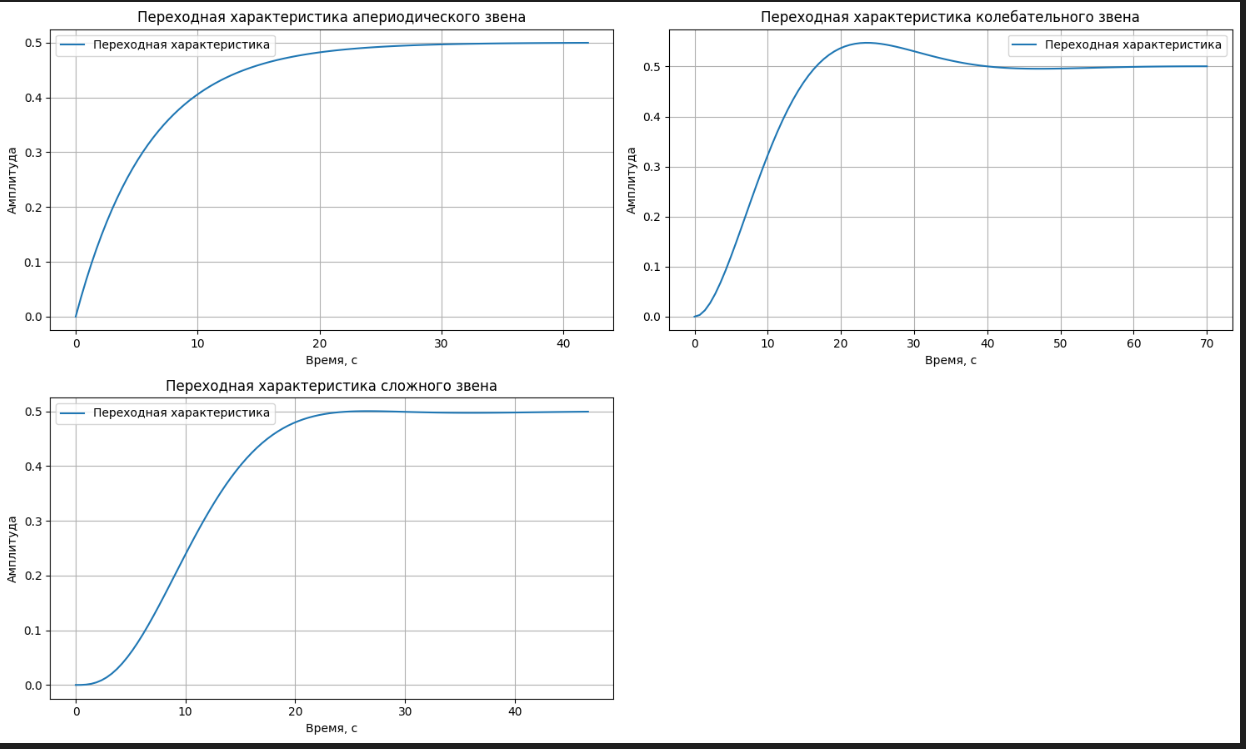 Переходная характеристика апериодического звена
Переходная характеристика
0.5
0.4
0.3
0.2
0.1
0.0
Амплитуда
0 10 20 30 40
Время, с
Переходная характеристика колебательного звена
Переходная характеристика
0.5
0.4
0.3
0.2
0.1
0.0
Амплитуда
0 10 20 30 40 50 60 70
Время, с
Переходная характеристика сложного звена
Переходная характеристика
0.5
0.4
0.3
0.2
0.1
0.0
Амплитуда
0 10 20 30 40
Время, с